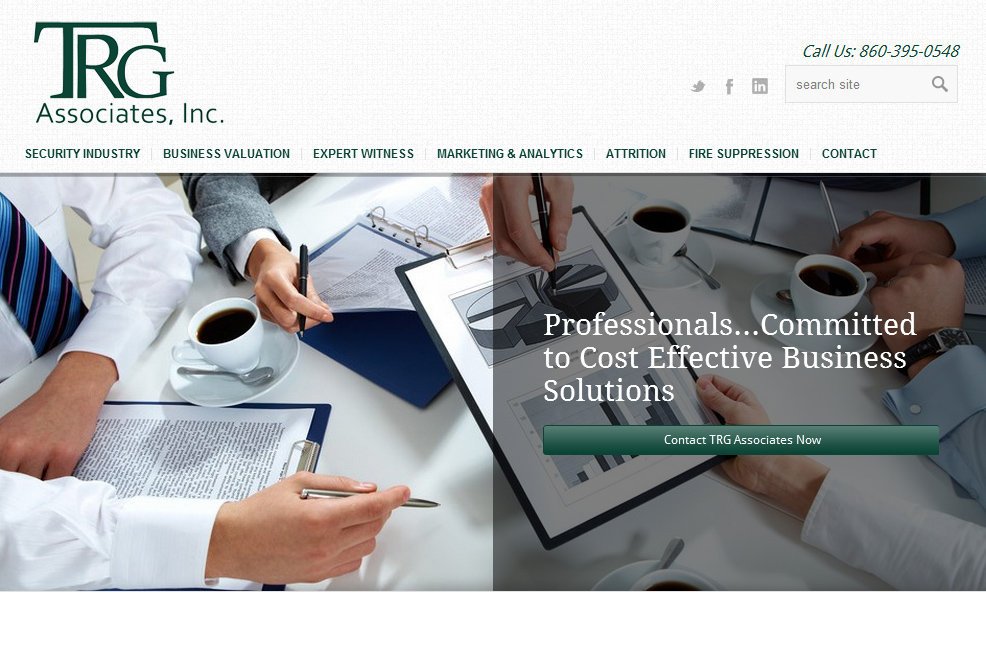 TRG
Associates, Inc.
Call Us: 860-395-0548
search site
SECURITY INDUSTRY
BUSINESS VALUATION
EXPERT WITNESS
MARKETING & ANALYTICS
ATTRITION
FIRE SUPPRESSION
CONTACT
Professionals...Committed
to Cost Effective Business
Solutions
Contact TRG Associates Now